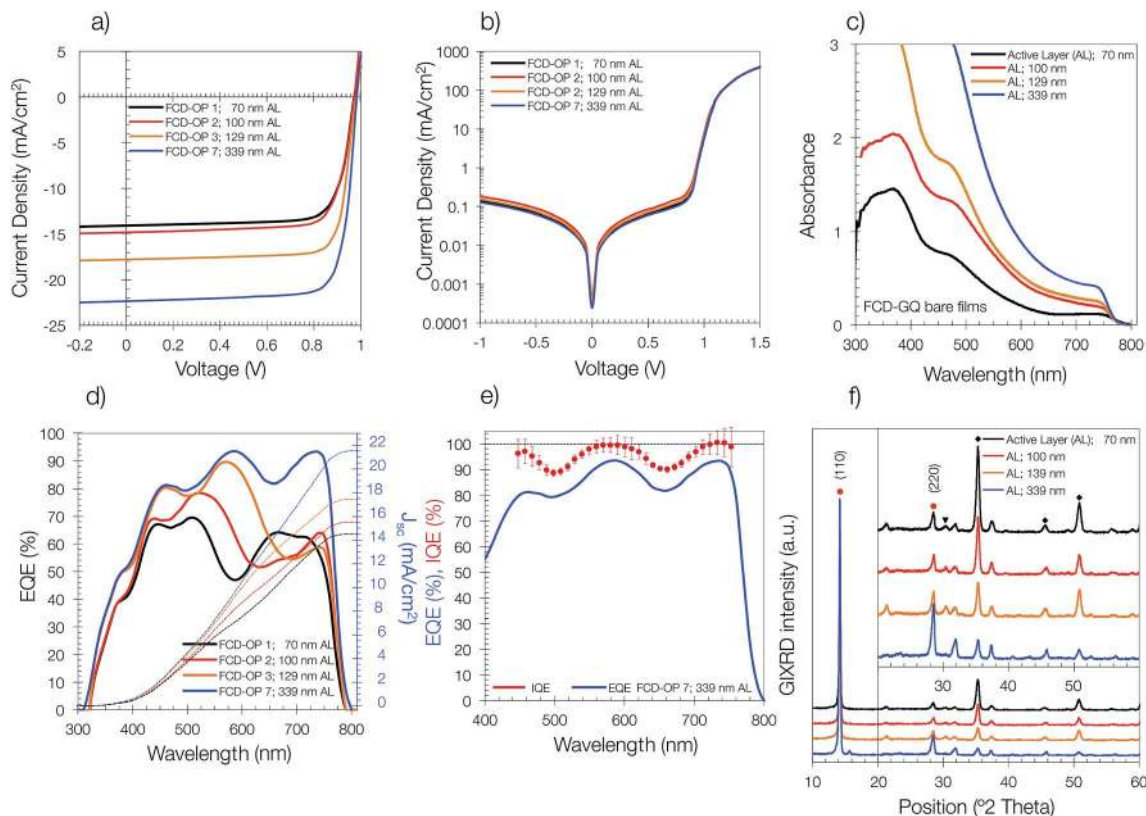 a)
5
0
-5
-10
-15
-20
-25
Current Density (mA/cm²)
FCD-OP 1; 70 nm AL
FCD-OP 2; 100 nm AL
FCD-OP 3; 129 nm AL
FCD-OP 7; 339 nm AL
-0.2 0 0.2 0.4 0.6 0.8 1
Voltage (V)
b)
1000
100
10
1
0.1
0.01
0.001
0.0001
Current Density (mA/cm²)
FCD-OP 1; 70 nm AL
FCD-OP 2; 100 nm AL
FCD-OP 2; 129 nm AL
FCD-OP 7; 339 nm AL
-1 -0.5 0 0.5 1 1.5
Voltage (V)
c)
3
2
1
0
Absorbance
Active Layer (AL); 70 nm
AL; 100 nm
AL; 129 nm
AL; 339 nm
FCD-GQ bare films
300 400 500 600 700 800
Wavelength (nm)
d)
100
90
80
70
60
50
40
30
20
10
0
EQE (%)
FCD-OP 1; 70 nm AL
FCD-OP 2; 100 nm AL
FCD-OP 3; 129 nm AL
FCD-OP 7; 339 nm AL
22
20
18
16
14
12
10
8
6
4
2
0
Jsc (mA/cm²)
300 400 500 600 700 800
Wavelength (nm)
e)
100
90
80
70
60
50
40
30
20
10
0
EQE (%), IQE (%)
IQE EQE FCD-OP 7; 339 nm AL
400 500 600 700 800
Wavelength (nm)
f)
GIXRD intensity (a.u.)
(110)
(220)
Active Layer (AL); 70 nm
AL; 100 nm
AL; 139 nm
AL; 339 nm
30 40 50
10 20 30 40 50 60
Position (º2 Theta)